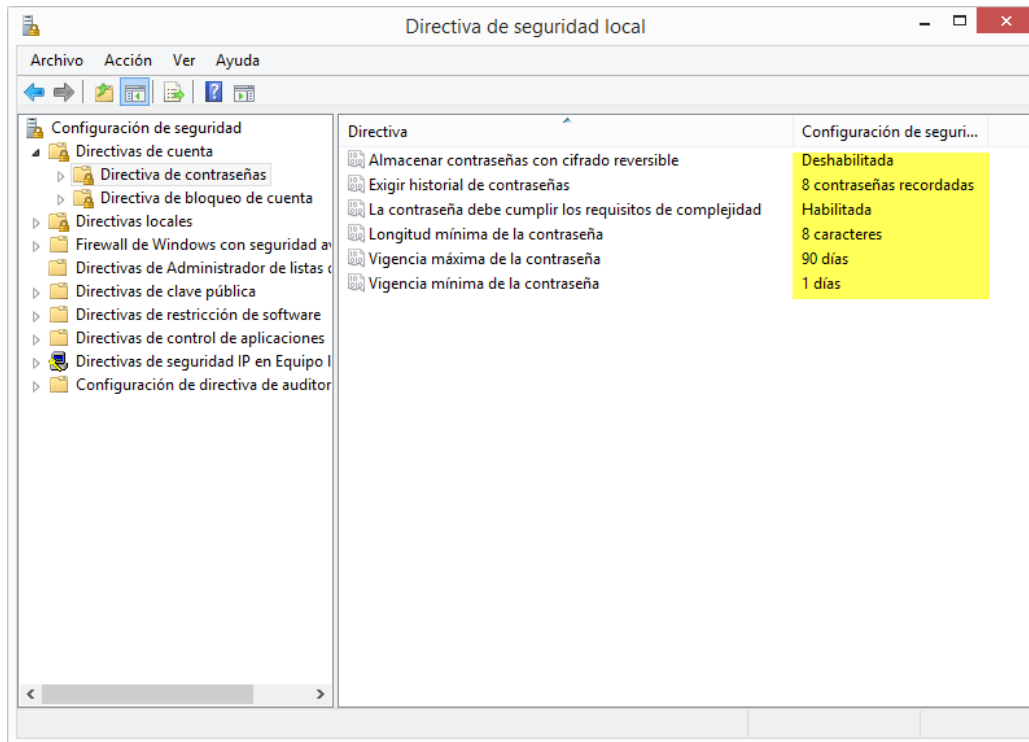 Directiva de seguridad local
Archivo Acción Ver Ayuda
Configuración de seguridad
Directivas de cuenta
Directiva de contraseñas
Directiva de bloqueo de cuenta
Directivas locales
Firewall de Windows con seguridad a
Directivas de Administrador de listas
Directivas de clave pública
Directivas de restricción de software
Directivas de control de aplicaciones
Directivas de seguridad IP en Equipo l
Configuración de directiva de auditor
Directiva Configuración de seguri...
Almacenar contraseñas con cifrado reversible Deshabilitada
Exigir historial de contraseñas 8 contraseñas recordadas
La contraseña debe cumplir los requisitos de complejidad Habilitada
Longitud mínima de la contraseña 8 caracteres
Vigencia máxima de la contraseña 90 días
Vigencia mínima de la contraseña 1 días